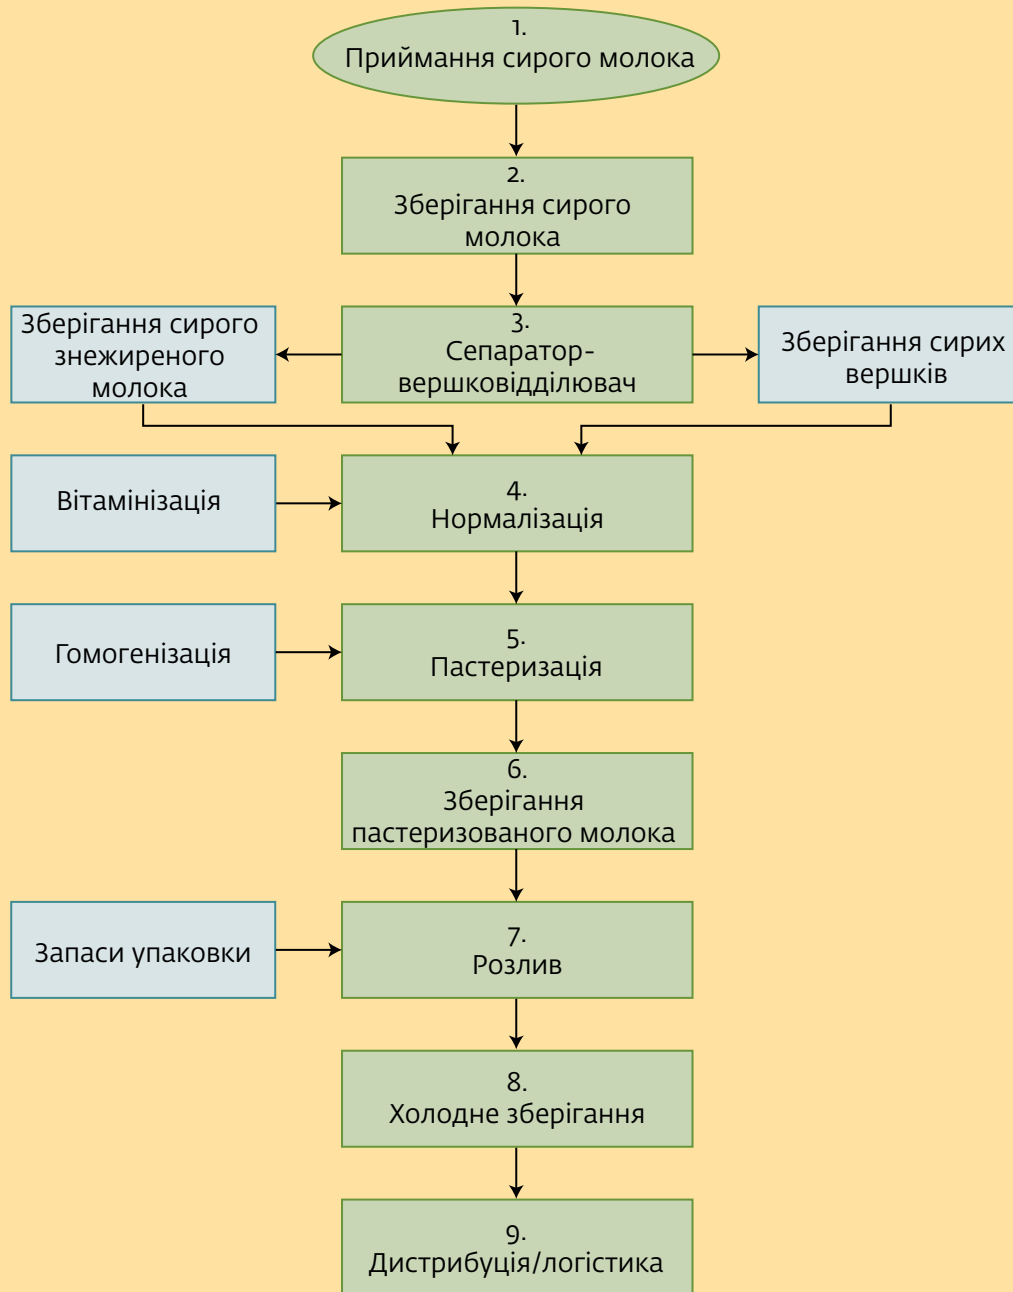 1.
Приймання сирого молока
2.
Зберігання сирого
молока
Зберігання сирого
знежиреного
молока
3.
Сепаратор-
вершковідділювач
Зберігання сирих
вершків
Вітамінізація
4.
Нормалізація
Гомогенізація
5.
Пастеризація
6.
Зберігання
пастеризованого молока
Запаси упаковки
7.
Розлив
8.
Холодне зберігання
9.
Дистрибуція/логістика